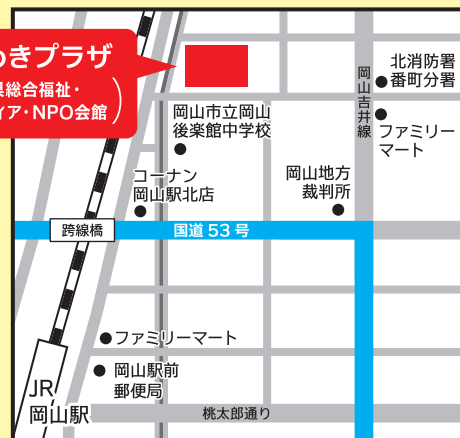 めきプラザ
県総合福祉・
ィア・NPO会館
岡山市立岡山
後楽館中学校
コーナン
岡山駅北店
岡山地方
裁判所
岡山吉井線
北消防署
番町分署
ファミリー
マート
跨線橋
国道53号
ファミリーマート
岡山駅前
郵便局
JR
岡山駅
桃太郎通り